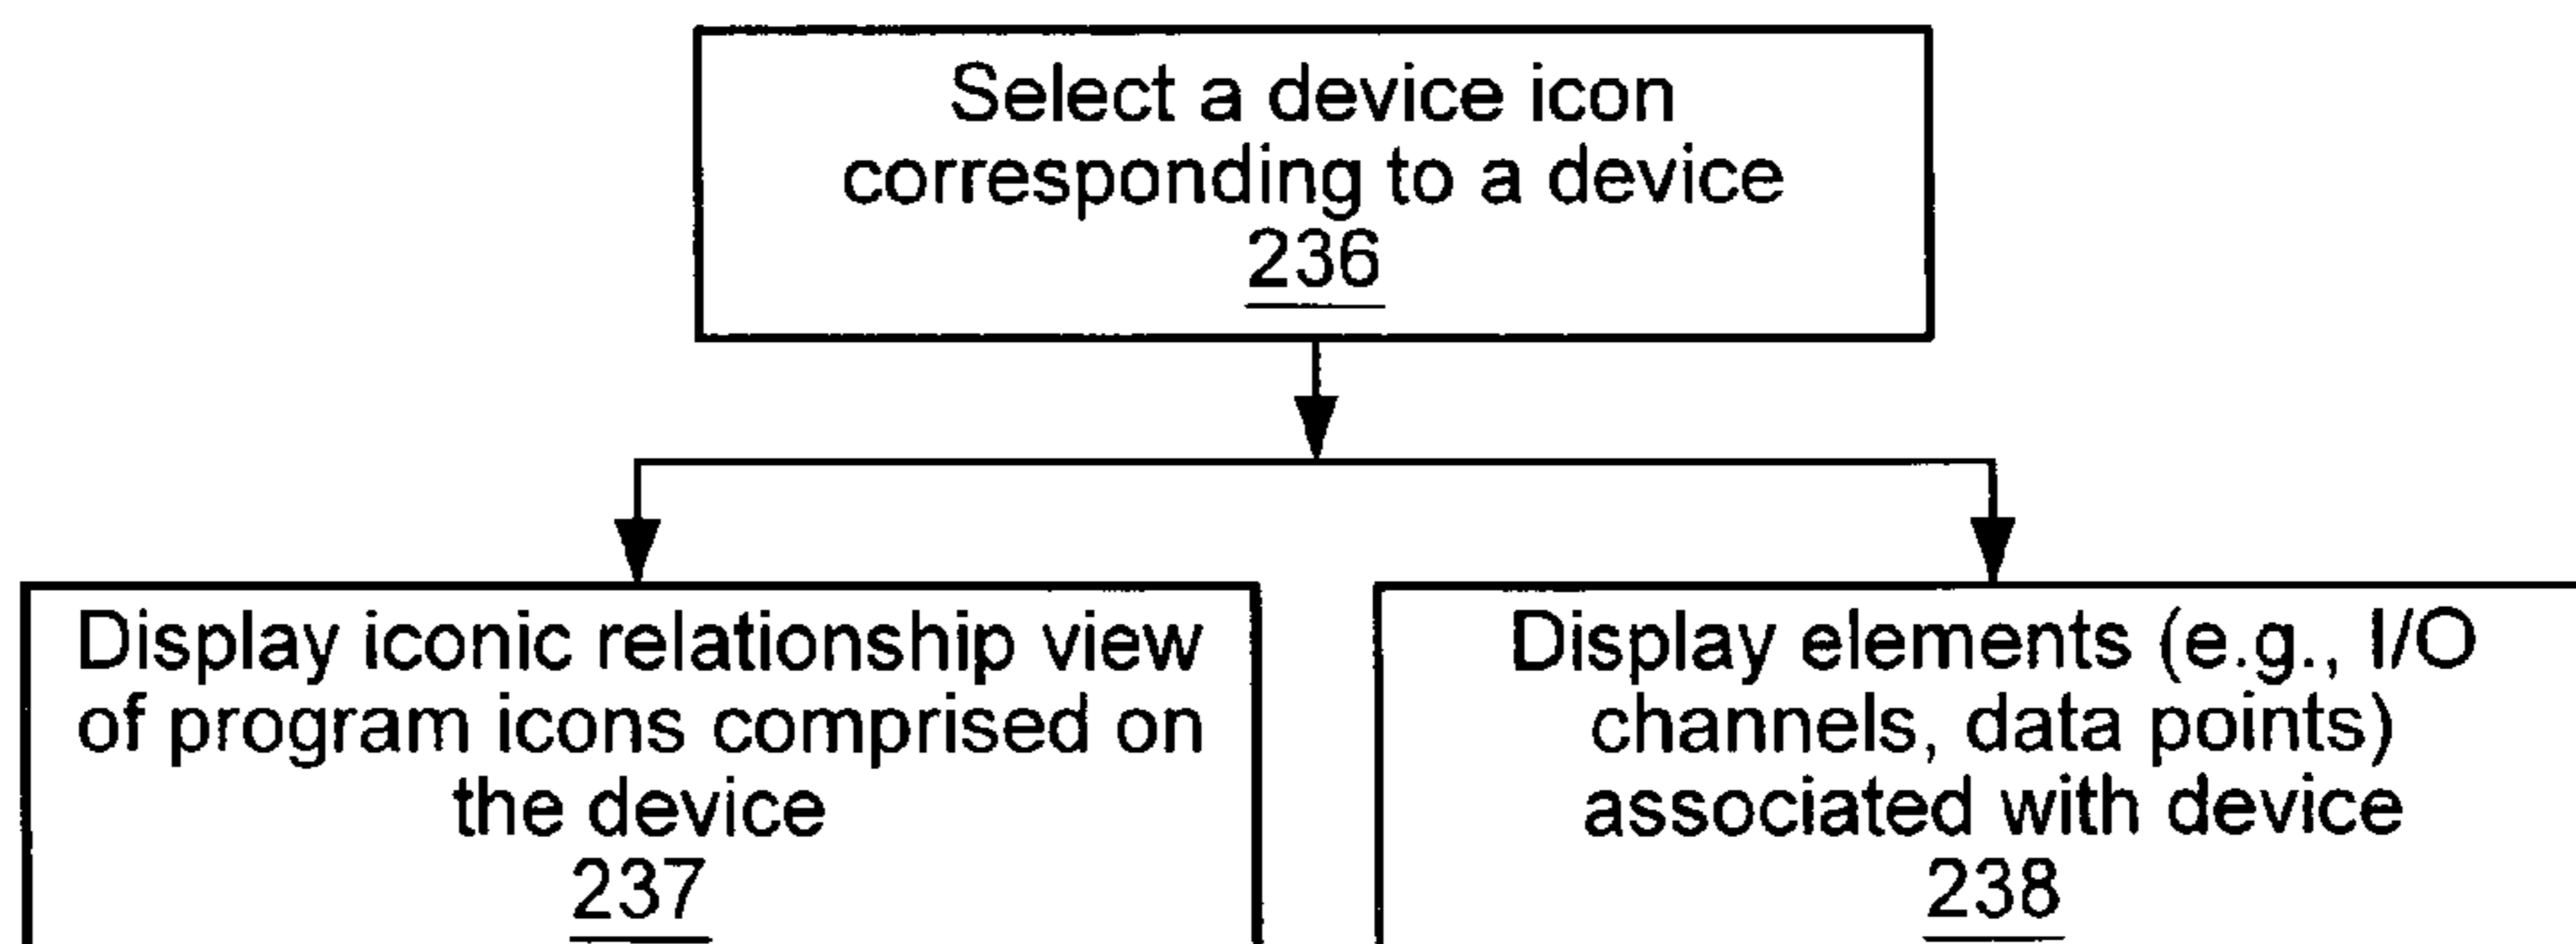 Select a device icon
corresponding to a device
236
Display iconic relationship view
of program icons comprised on
the device
237
Display elements (e.g., I/O
channels, data points)
associated with device
238